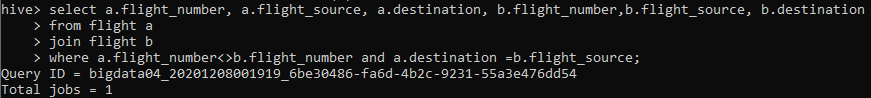 hive> select a.flight_number, a.flight_source, a.destination, b.flight_number,b.flight_source, b.destination
    > from flight a
    > join flight b
    > where a.flight_number<>b.flight_number and a.destination =b.flight_source;
Query ID = bigdata04_20201208001919_6be30486-fa6d-4b2c-9231-55a3e476dd54
Total jobs = 1